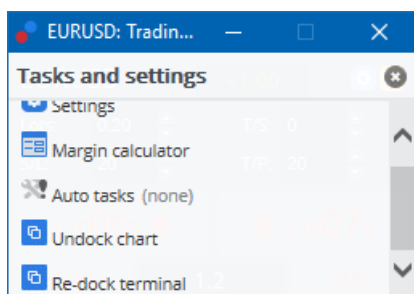 EURUSD: Tradin...
Tasks and settings
Settings
Margin calculator
Auto tasks (none)
Undock chart
Re-dock terminal